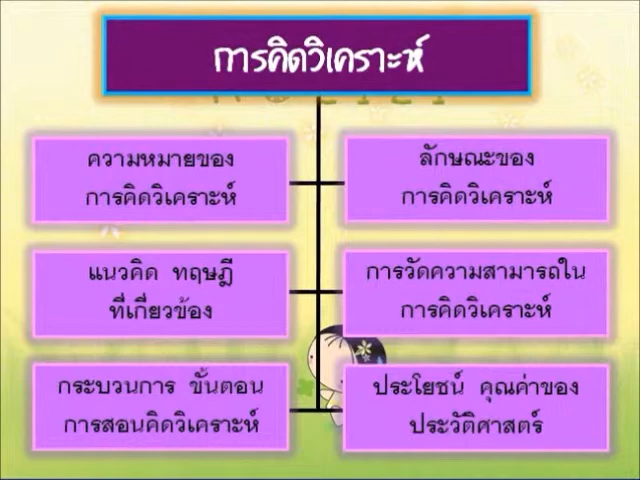 การคิดวิเคราะห์
ความหมายของ
การคิดวิเคราะห์
ลักษณะของ
การคิดวิเคราะห์
แนวคิด ทฤษฎี
ที่เกี่ยวข้อง
การวัดความสามารถใน
การคิดวิเคราะห์
กระบวนการ ขั้นตอน
การสอนคิดวิเคราะห์
ประโยชน์ คุณค่าของ
ประวัติศาสตร์